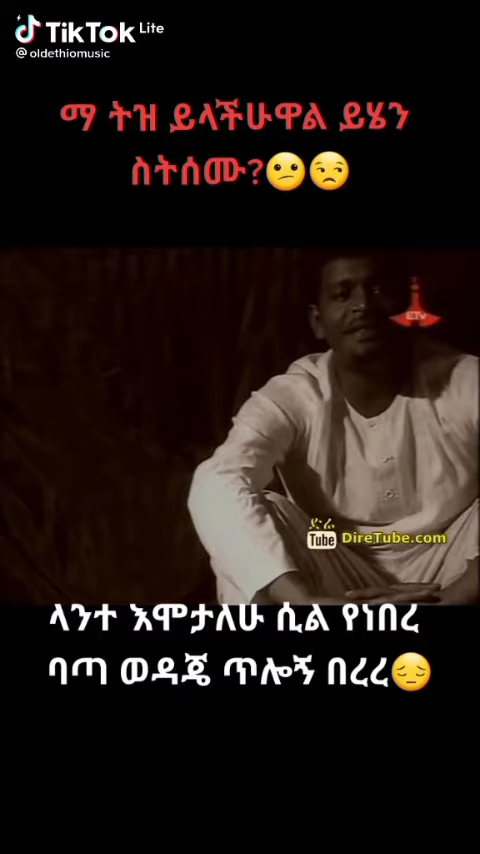 TikTok Lite
@oldethiomusic
ማ ትዝ ይላችሁዋል ይሄን
ስትሰሙ?😕😒
ETV
ድሬ
Tube DireTube.com
ላንተ እሞታለሁ ሲል የነበረ
ባጣ ወዳጄ ጥሎኝ በረረ😔